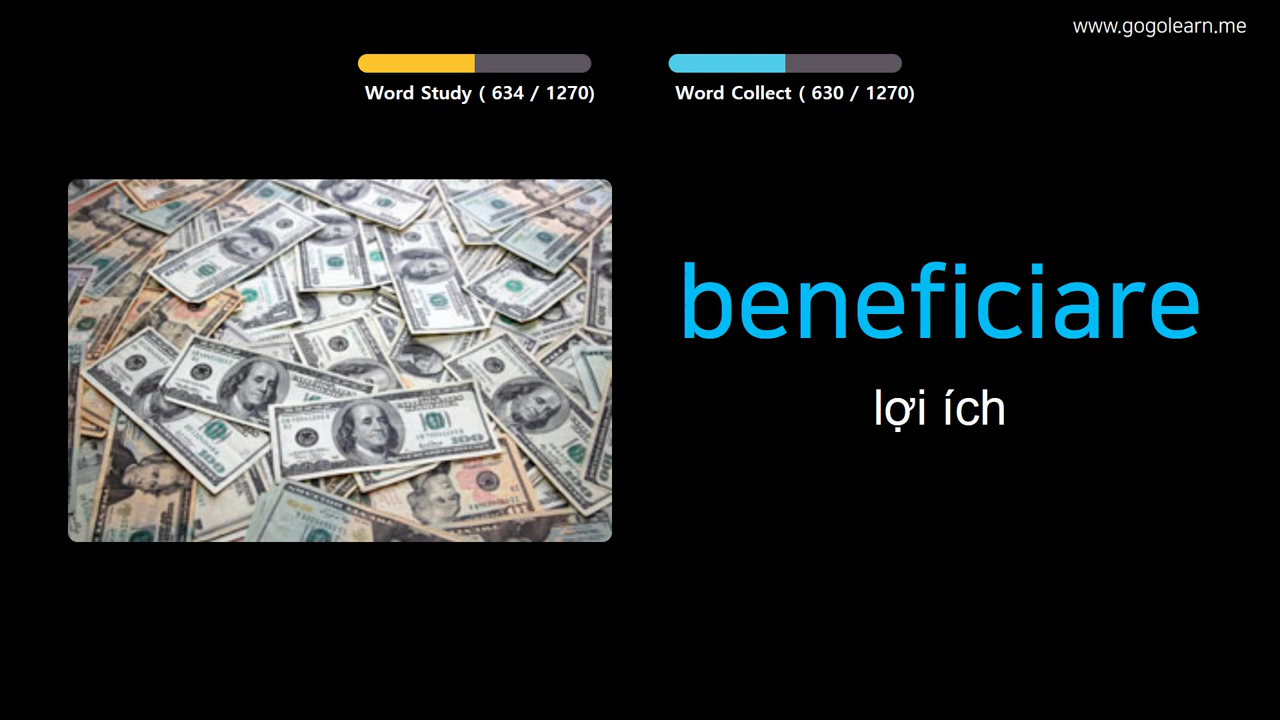 www.gogolearn.me
Word Study ( 634 / 1270)
Word Collect ( 630 / 1270)
beneficiare
lợi ích